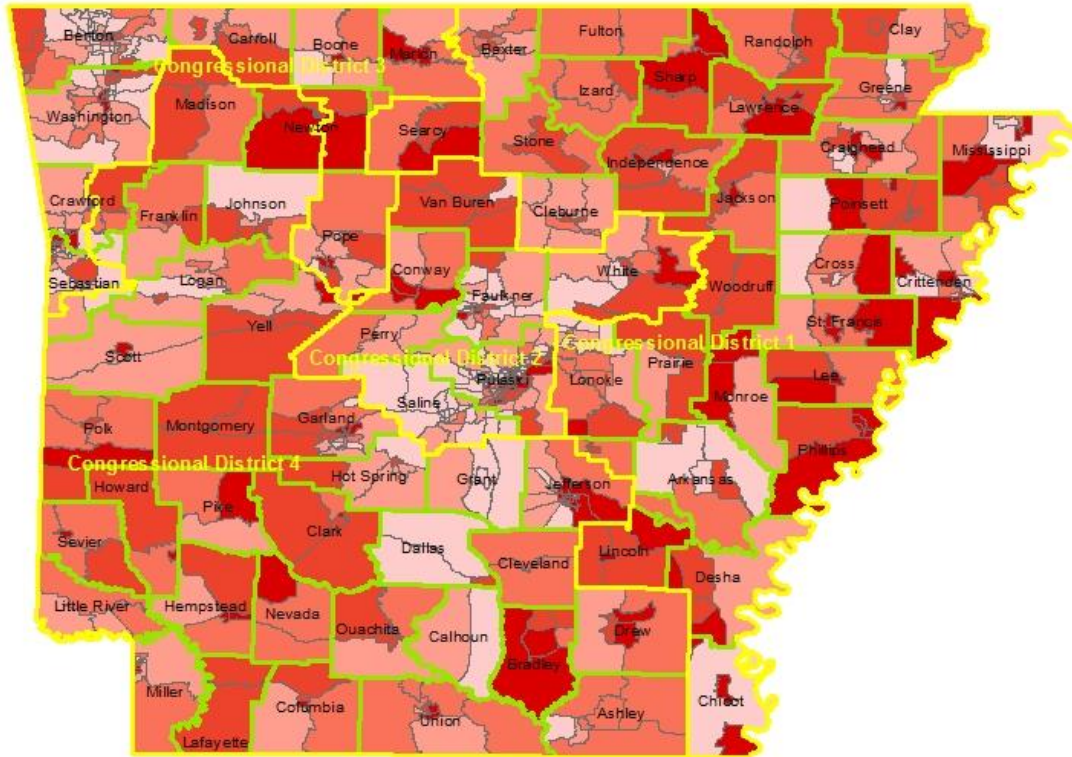 Benton
Carroll
Boone
Marion
Baxter
Fulton
Randolph
Clay
Congressional District 3
Sharp
Izard
Greene
Washington
Madison
Lawrence
Newton
Searcy
Stone
Independence
Craighead
Mississippi
Crawford
Franklin
Johnson
Van Buren
Cleburne
Jackson
Poinsett
Pope
Conway
White
Cross
Sebastian
Logan
Faulkner
Woodruff
Crittenden
Yell
Perry
St. Francis
Scott
Congressional District 2
Congressional District 1
Pulaski
Lonoke
Prairie
Lee
Saline
Monroe
Polk
Montgomery
Garland
Phillips
Congressional District 4
Hot Spring
Grant
Jefferson
Arkansas
Howard
Pike
Clark
Sevier
Dallas
Cleveland
Lincoln
Desha
Little River
Hempstead
Nevada
Ouachita
Calhoun
Drew
Bradley
Miller
Columbia
Union
Ashley
Chicot
Lafayette